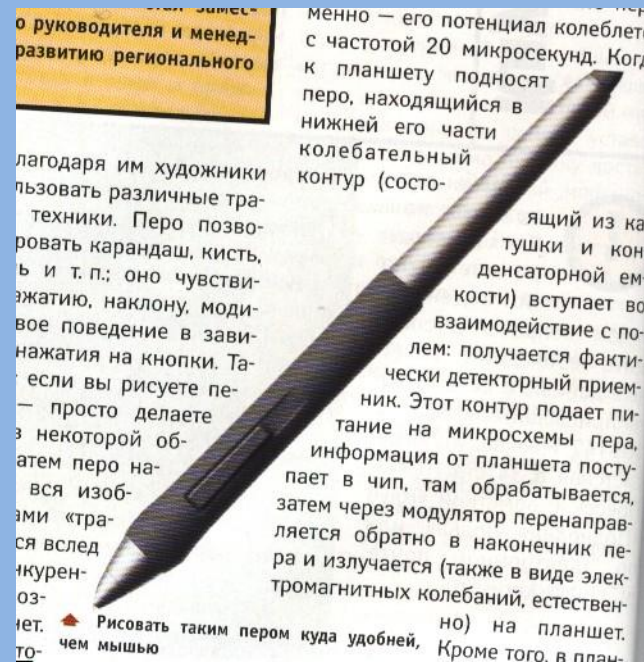 о руководителя и менед-
развитию регионального
лагодаря им художники
льзовать различные тра-
техники. Перо позво-
ровать карандаш, кисть,
ь и т. п.: оно чувстви-
ажатию, наклону, моди-
вое поведение в зави-
нажатия на кнопки. Та-
если вы рисуете пе-
— просто делаете
в некоторой об-
атем перо на-
вся изоб-
ами «тра-
ся вслед
нкурен-
оз-
нет.
то-
Рисовать таким пером куда удобней,
чем мышью
менно — его потенциал колеблет
с частотой 20 микросекунд. Когд
к планшету подносят
перо, находящийся в
нижней его части
колебательный
контур (состо-
ящий из ка
тушки и кон
денсаторной ем
кости) вступает во
взаимодействие с по-
лем: получается факти-
чески детекторный прием-
ник. Этот контур подает пи-
тание на микросхемы пера,
информация от планшета посту-
пает в чип, там обрабатывается,
затем через модулятор перенаправ-
ляется обратно в наконечник пе-
ра и излучается (также в виде элек-
тромагнитных колебаний, естествен-
но) на планшет.
Кроме того, в план-